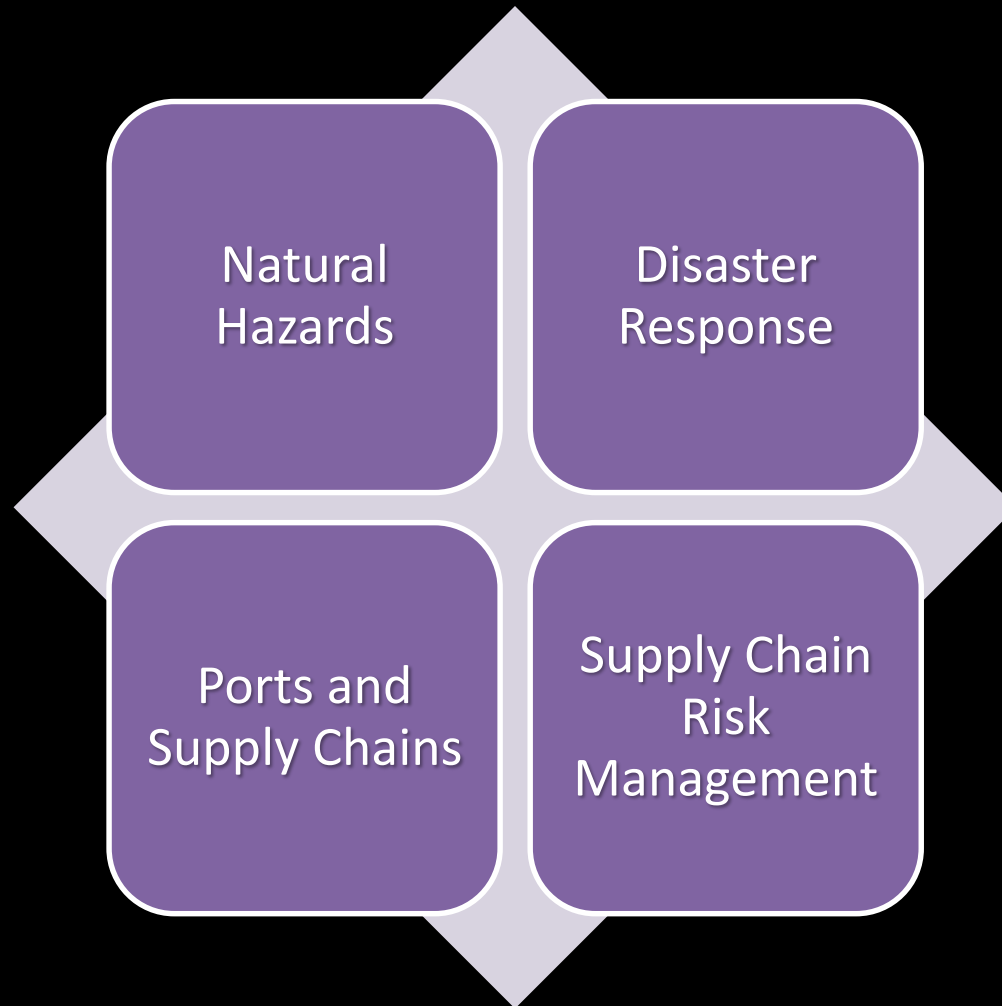 Natural
Hazards
Disaster
Response
Ports and
Supply Chains
Supply Chain
Risk
Management